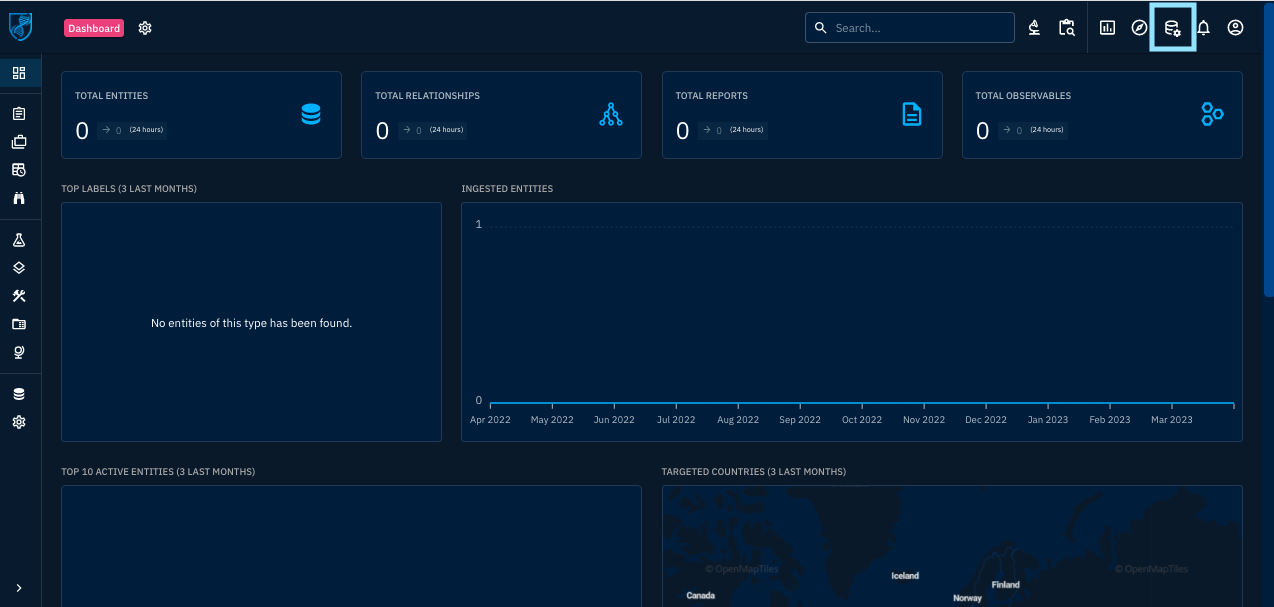 Dashboard
Search...
TOTAL ENTITIES
0 → 0 (24 hours)
TOTAL RELATIONSHIPS
0 → 0 (24 hours)
TOTAL REPORTS
0 → 0 (24 hours)
TOTAL OBSERVABLES
0 → 0 (24 hours)
TOP LABELS (3 LAST MONTHS)
No entities of this type has been found.
INGESTED ENTITIES
1
0
Apr 2022 May 2022 Jun 2022 Jul 2022 Aug 2022 Sep 2022 Oct 2022 Nov 2022 Dec 2022 Jan 2023 Feb 2023 Mar 2023
TOP 10 ACTIVE ENTITIES (3 LAST MONTHS)
TARGETED COUNTRIES (3 LAST MONTHS)
© OpenMapTiles
© OpenMapTiles
Iceland
Finland
Canada
Norway